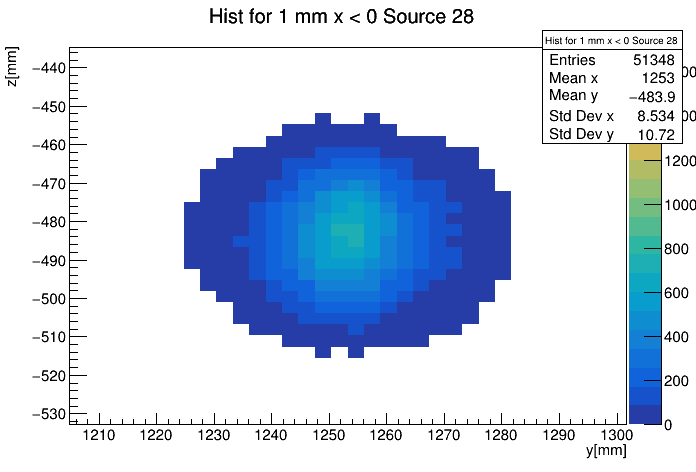 Hist for 1 mm x < 0 Source 28
Hist for 1 mm x < 0 Source 28
Entries 51348
Mean x 1253
Mean y −483.9
Std Dev x 8.534
Std Dev y 10.72
z[mm]
−440
−450
−460
−470
−480
−490
−500
−510
−520
−530
1210 1220 1230 1240 1250 1260 1270 1280 1290 1300
y[mm]
1200
1000
800
600
400
200
0